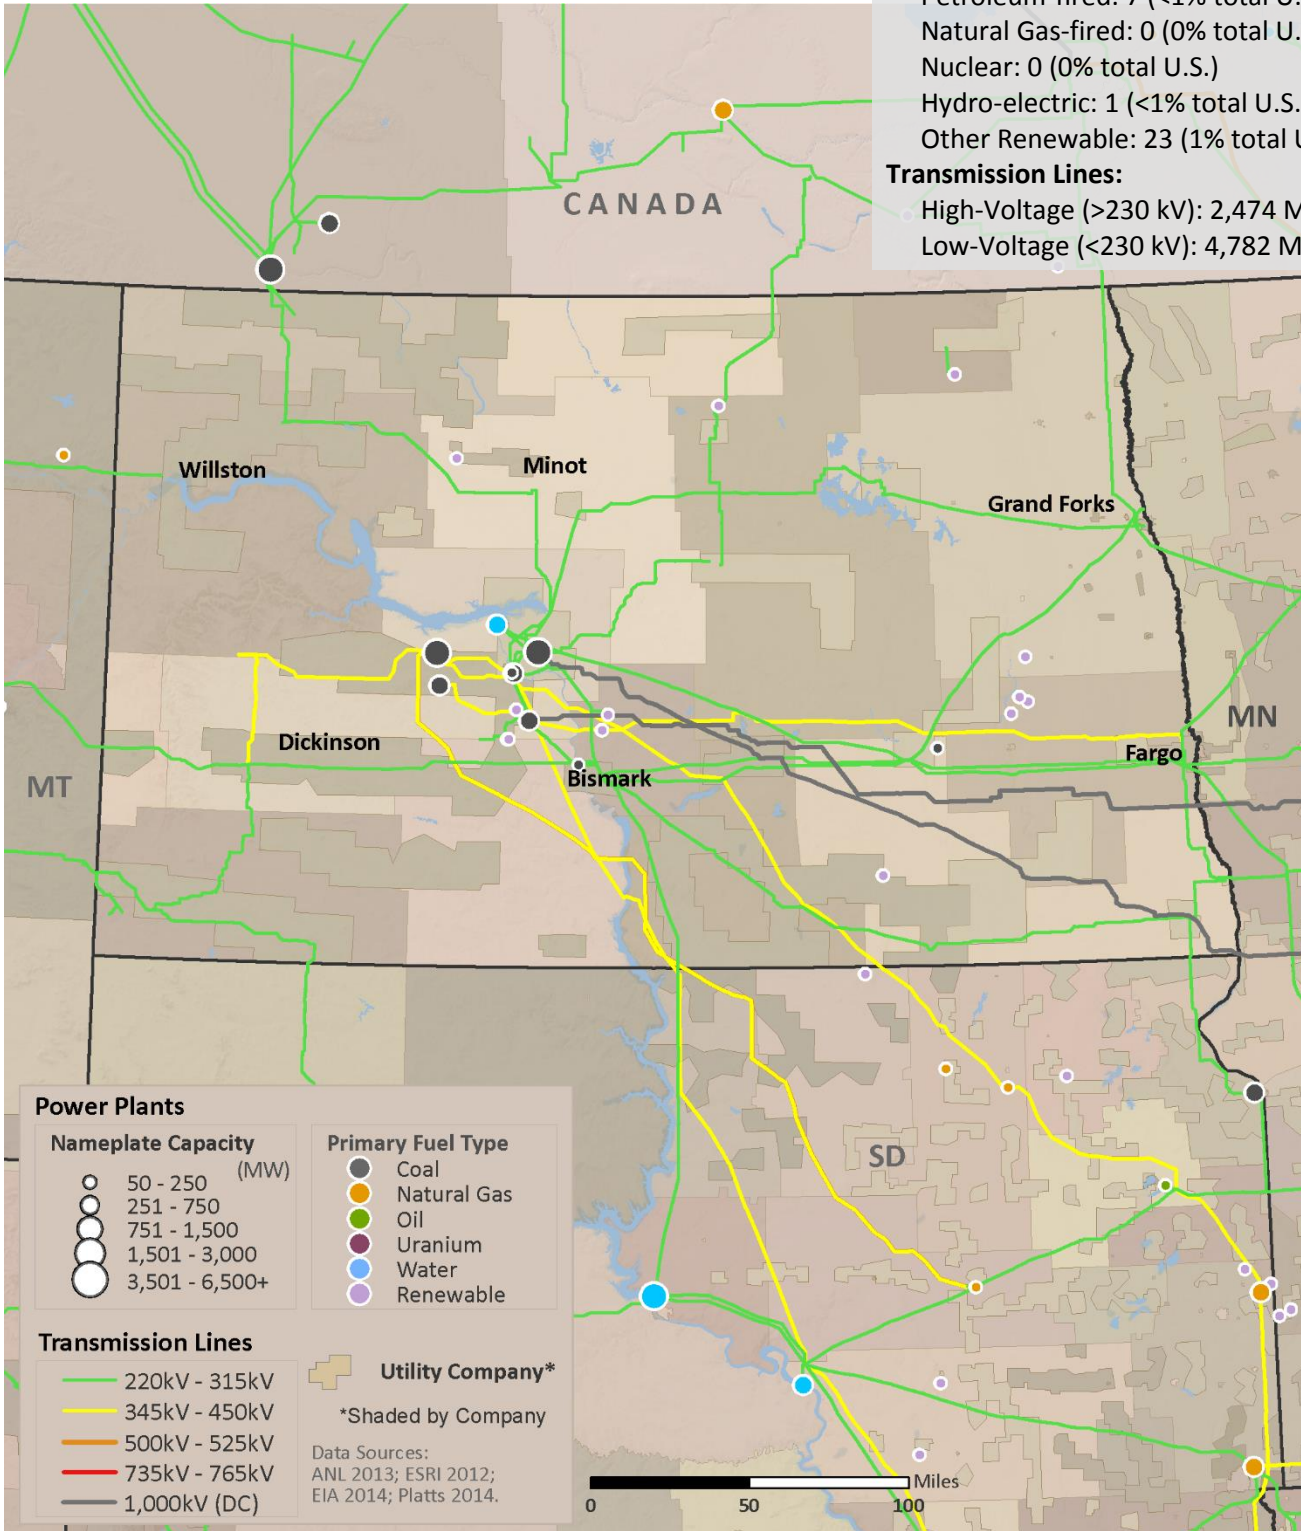 Petroleum-fired: 7 (<1% total U.
Natural Gas-fired: 0 (0% total U.
Nuclear: 0 (0% total U.S.)
Hydro-electric: 1 (<1% total U.S.
Other Renewable: 23 (1% total U
Transmission Lines:
High-Voltage (>230 kV): 2,474 M
Low-Voltage (<230 kV): 4,782 M
CANADA
Willston
Minot
Grand Forks
MN
Dickinson
Fargo
MT
Bismark
SD
Power Plants
Nameplate Capacity
(MW)
50 - 250
251 - 750
751 - 1,500
1,501 - 3,000
3,501 - 6,500+
Primary Fuel Type
Coal
Natural Gas
Oil
Uranium
Water
Renewable
Transmission Lines
220kV - 315kV
345kV - 450kV
500kV - 525kV
735kV - 765kV
1,000kV (DC)
Utility Company*
*Shaded by Company
Data Sources:
ANL 2013; ESRI 2012;
EIA 2014; Platts 2014.
Miles
0 50 100